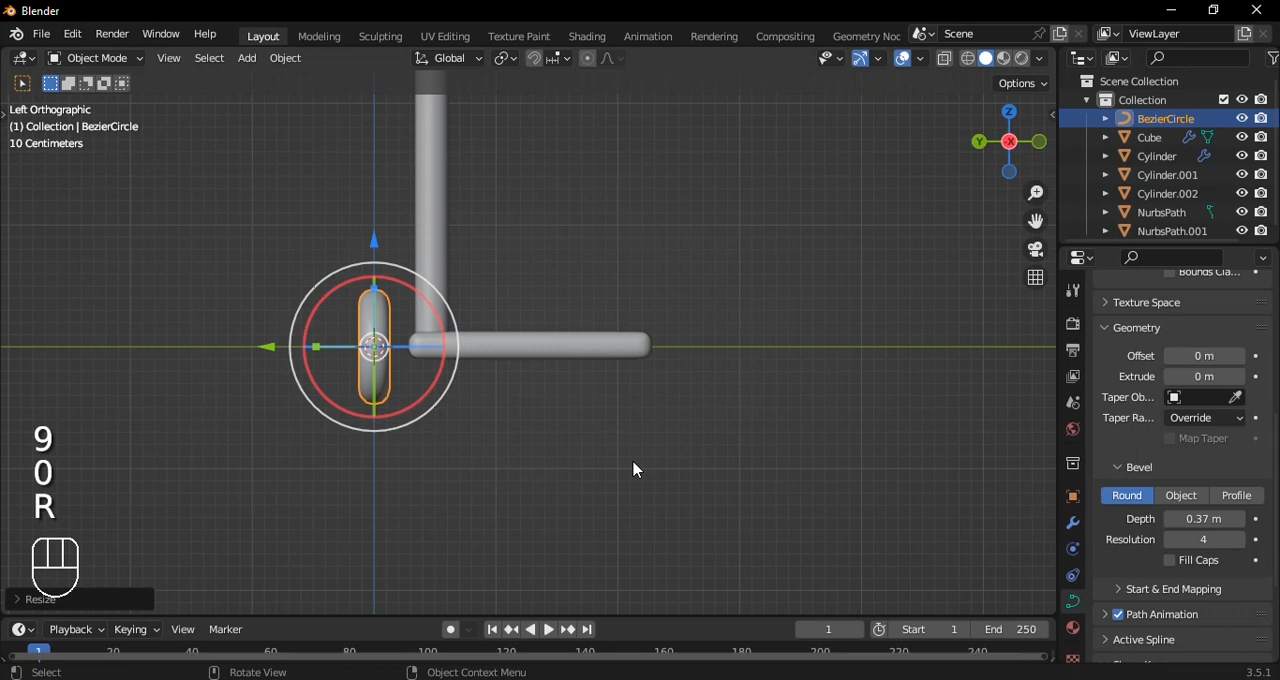 Blender
File Edit Render Window Help Layout Modeling Sculpting UV Editing Texture Paint Shading Animation Rendering Compositing Geometry Noc Scene ViewLayer
Object Mode View Select Add Object Global
Options
Left Orthographic
(1) Collection | BezierCircle
10 Centimeters
Z
Y
X
Scene Collection
Collection
BezierCircle
Cube
Cylinder
Cylinder.001
Cylinder.002
NurbsPath
NurbsPath.001
Bounds Cla...
Texture Space
Geometry
Offset 0 m
Extrude 0 m
Taper Ob...
Taper Ra... Override
Map Taper
Bevel
Round Object Profile
Depth 0.37 m
Resolution 4
Fill Caps
Start & End Mapping
Path Animation
Active Spline
9
0
R
Resize
Playback Keying View Marker 1 Start 1 End 250
1 20 40 60 80 100 120 140 160 180 200 220 240
Select Rotate View Object Context Menu 3.5.1